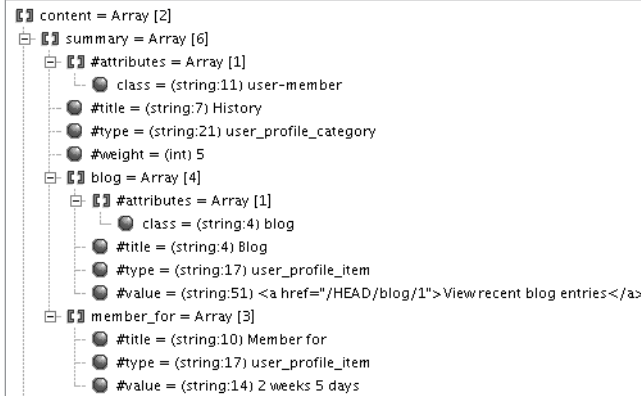 content = Array [2]
summary = Array [6]
#attributes = Array [1]
class = (string:11) user-member
#title = (string:7) History
#type = (string:21) user_profile_category
#weight = (int) 5
blog = Array [4]
#attributes = Array [1]
class = (string:4) blog
#title = (string:4) Blog
#type = (string:17) user_profile_item
#value = (string:51) <a href="/HEAD/blog/1">View recent blog entries</a>
member_for = Array [3]
#title = (string:10) Member for
#type = (string:17) user_profile_item
#value = (string:14) 2 weeks 5 days